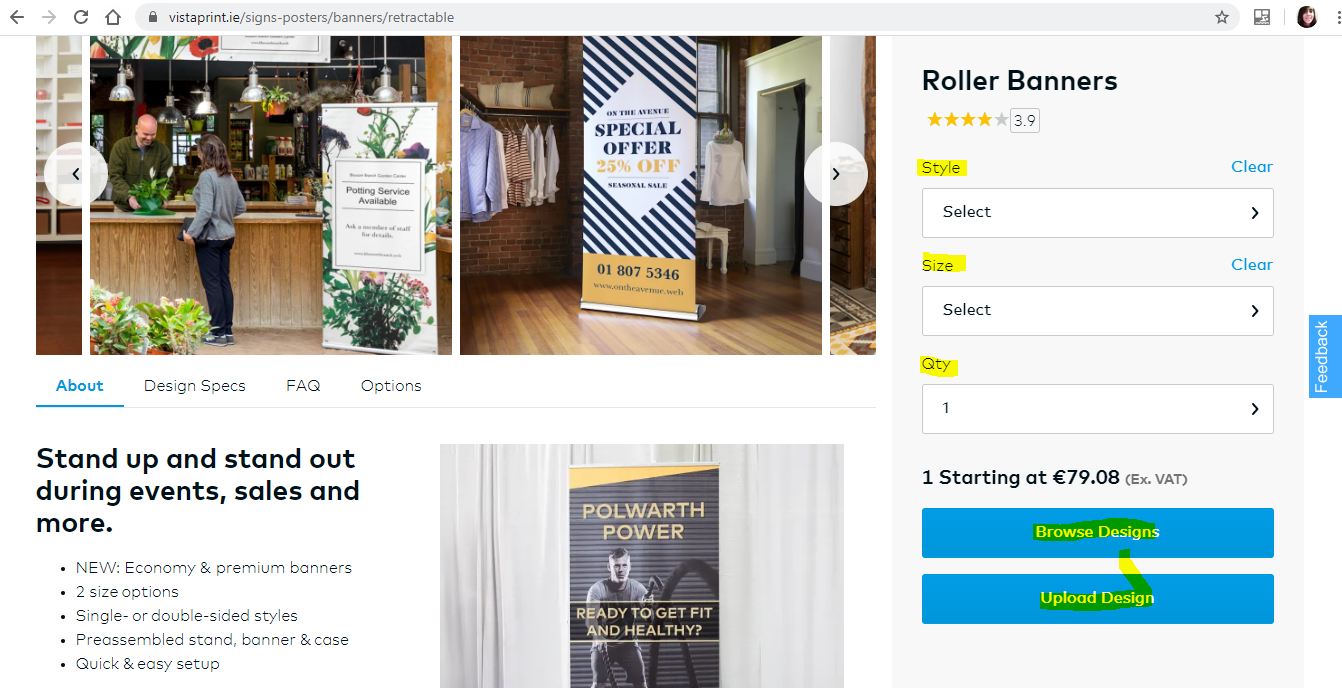 vistaprint.ie/signs-posters/banners/retractable
Potting Service
Available
Ask a member of staff
for details.
ON THE AVENUE
SPECIAL
OFFER
25% OFF
SEASONAL SALE
01 807 5346
www.ontheavenue.web
Roller Banners
3.9
Style
Clear
Select
Size
Clear
Select
Qty
1
1 Starting at €79.08 (Ex. VAT)
Browse Designs
Upload Design
Feedback
About
Design Specs
FAQ
Options
Stand up and stand out
during events, sales and
more.
• NEW: Economy & premium banners
• 2 size options
• Single- or double-sided styles
• Preassembled stand, banner & case
• Quick & easy setup
POLWARTH
POWER
READY TO GET FIT
AND HEALTHY?